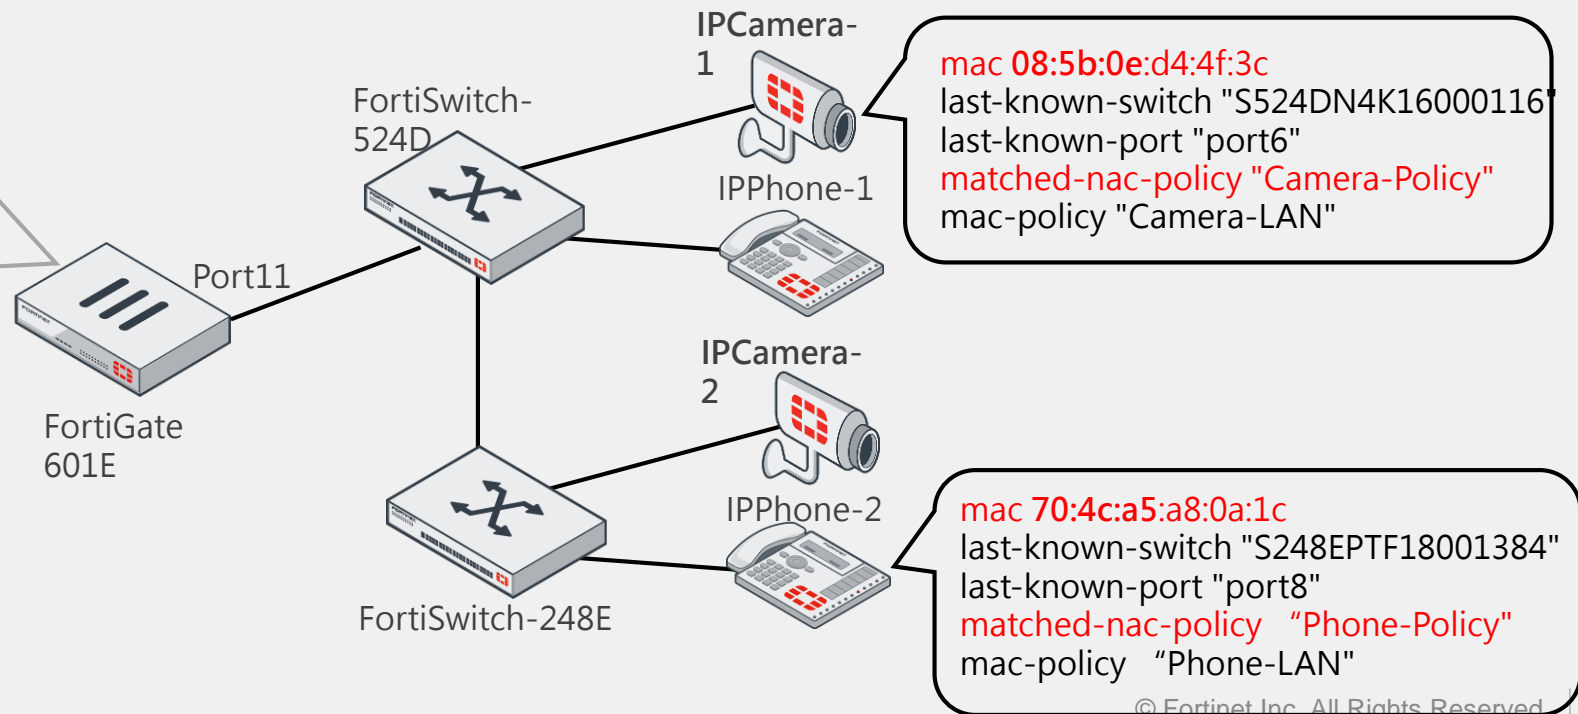 IPCamera-
1
mac 08:5b:0e:d4:4f:3c
last-known-switch "S524DN4K16000116"
last-known-port "port6"
matched-nac-policy "Camera-Policy"
mac-policy "Camera-LAN"
FortiSwitch-
524D
IPPhone-1
Port11
FortiGate
601E
IPCamera-
2
IPPhone-2
mac 70:4c:a5:a8:0a:1c
last-known-switch "S248EPTF18001384"
last-known-port "port8"
matched-nac-policy “Phone-Policy"
mac-policy “Phone-LAN"
FortiSwitch-248E
© Fortinet Inc. All Rights Reserved.